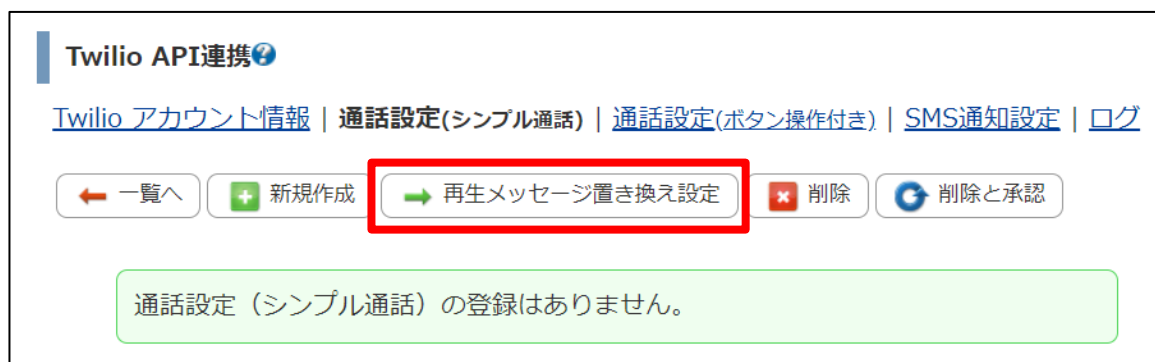 Twilio API連携?
Twilio アカウント情報 | 通話設定(シンプル通話) | 通話設定(ボタン操作付き) | SMS通知設定 | ログ
一覧へ 新規作成 再生メッセージ置き換え設定 削除 削除と承認
通話設定（シンプル通話）の登録はありません。